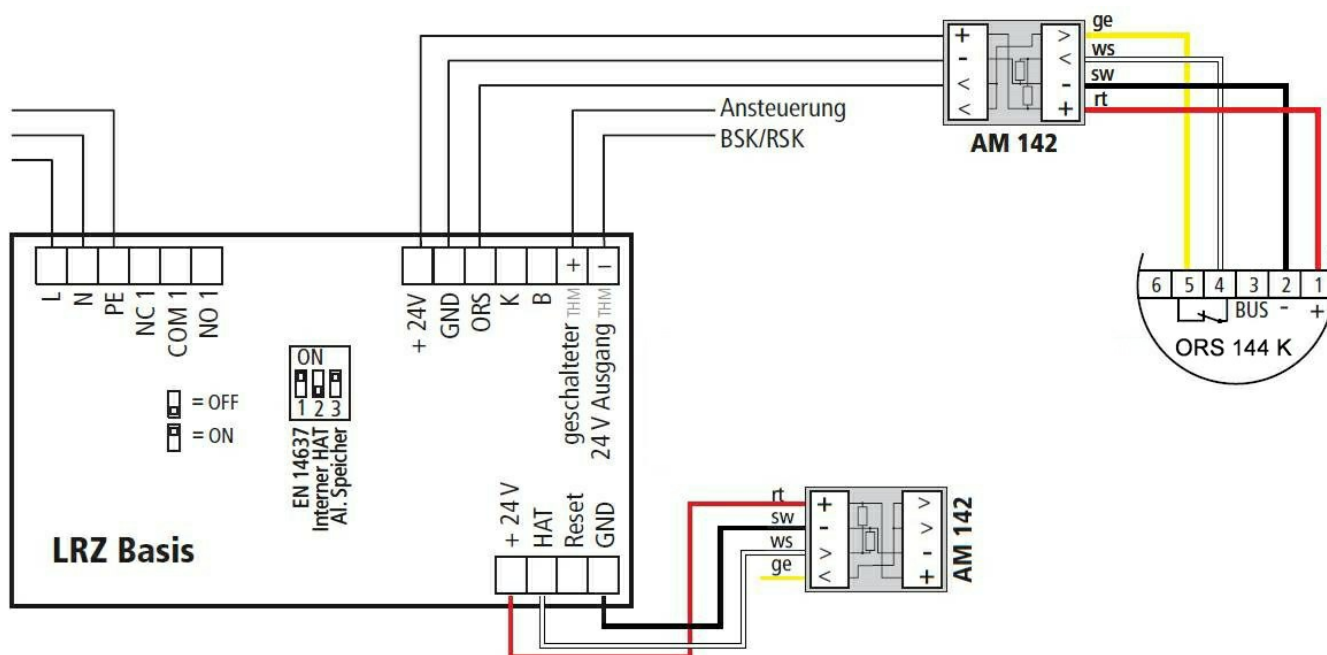 AM 142
+
-
<
<
>
<
-
+
ge
ws
sw
rt
Ansteuerung
BSK/RSK
L
N
PE
NC 1
COM 1
NO 1
+ 24V
GND
ORS
K
B
+
–
THM
THM
geschalteter
24 V Ausgang
6 5 4 3 2 1
BUS - +
ORS 144 K
ON
1 2 3
= OFF
= ON
EN 14637
Interner HAT
Al. Speicher
LRZ Basis
+ 24 V
HAT
Reset
GND
rt
sw
ws
ge
+
-
>
<
>
>
-
+
AM 142